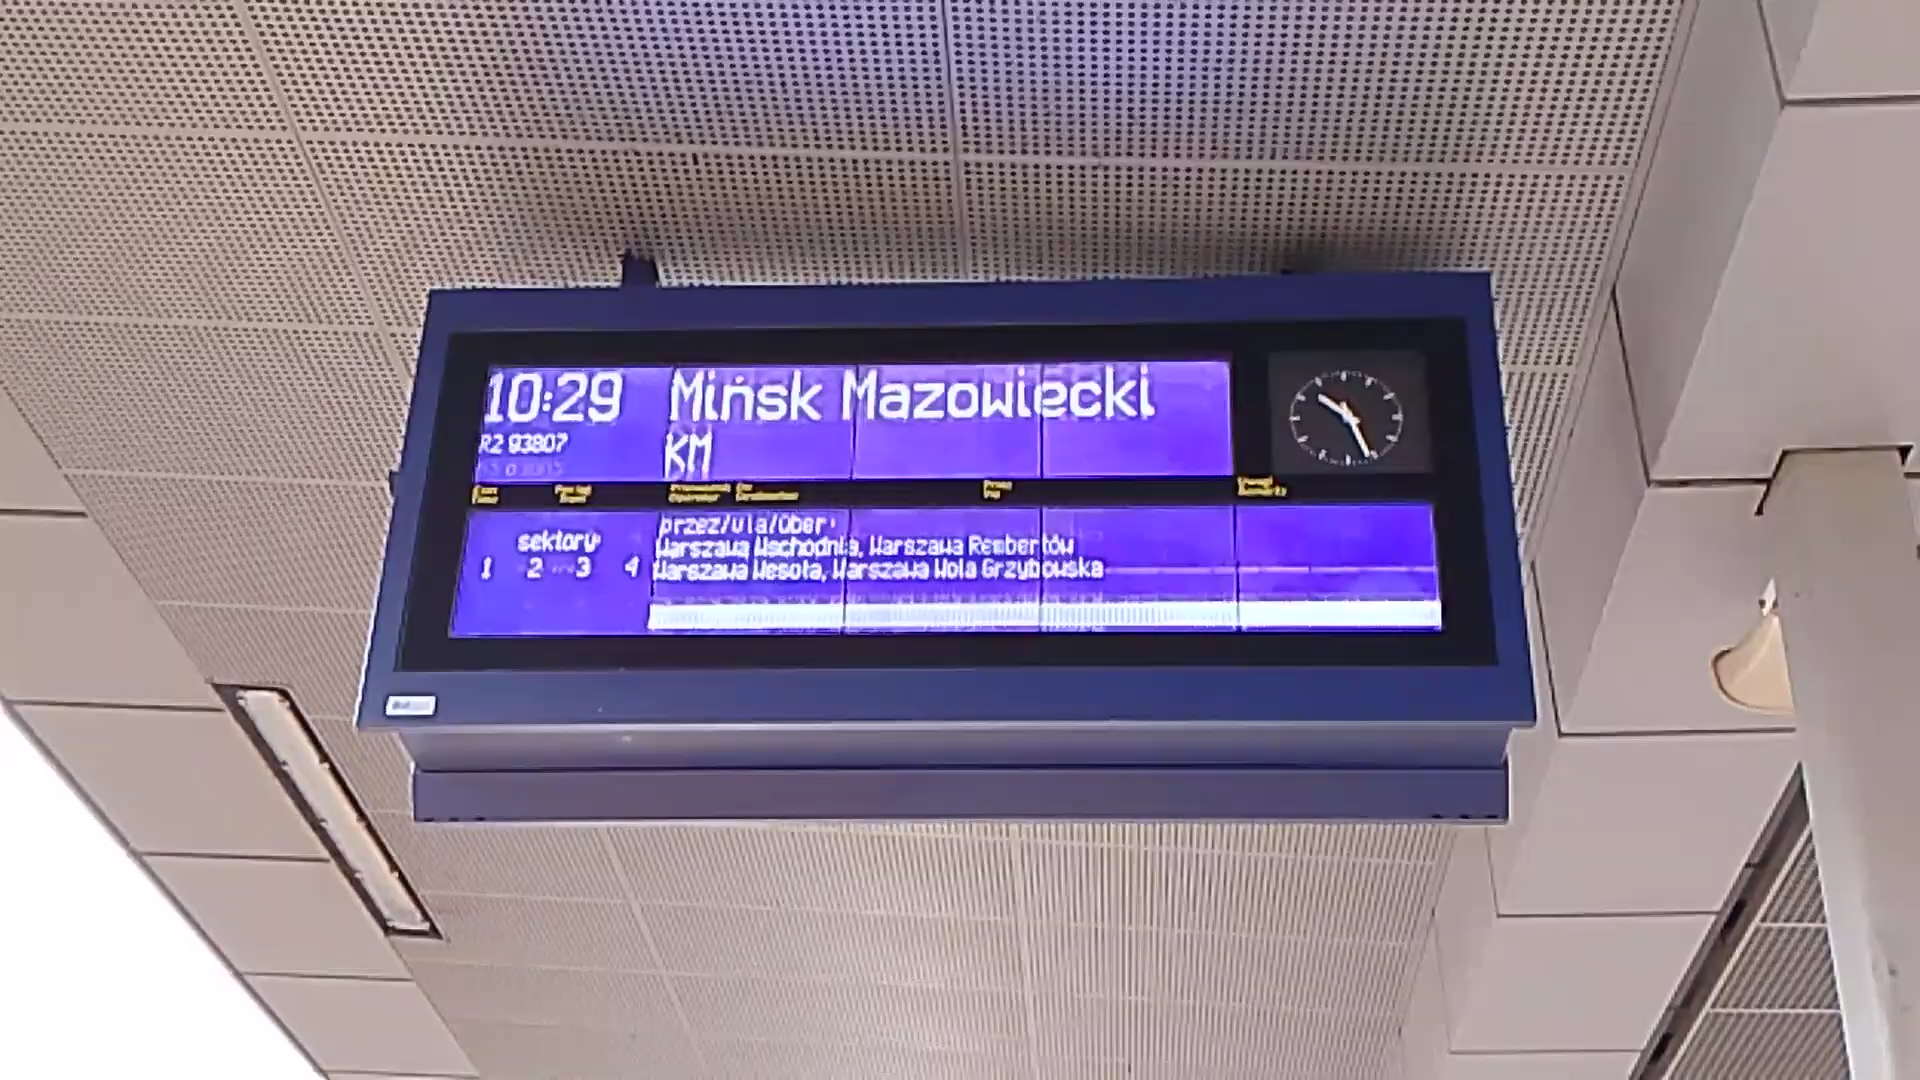 10:29 Mińsk Mazowiecki
R2 93807 KM
przez/via/über:
sektory: Warszawa Wschodnia, Warszawa Rembertów
1 2 3 4 Warszawa Wesoła, Warszawa Wola Grzybowska